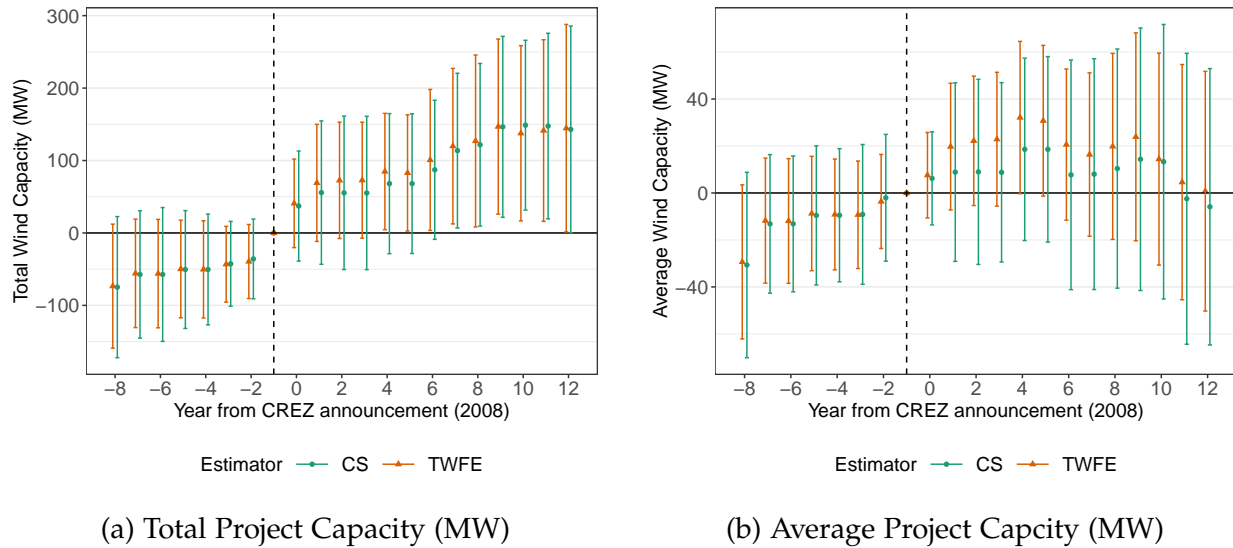 Total Wind Capacity (MW)
300
200
100
0
−100
−8 −6 −4 −2 0 2 4 6 8 10 12
Year from CREZ announcement (2008)
Estimator CS TWFE
(a) Total Project Capacity (MW)
Average Wind Capacity (MW)
40
0
−40
−8 −6 −4 −2 0 2 4 6 8 10 12
Year from CREZ announcement (2008)
Estimator CS TWFE
(b) Average Project Capcity (MW)